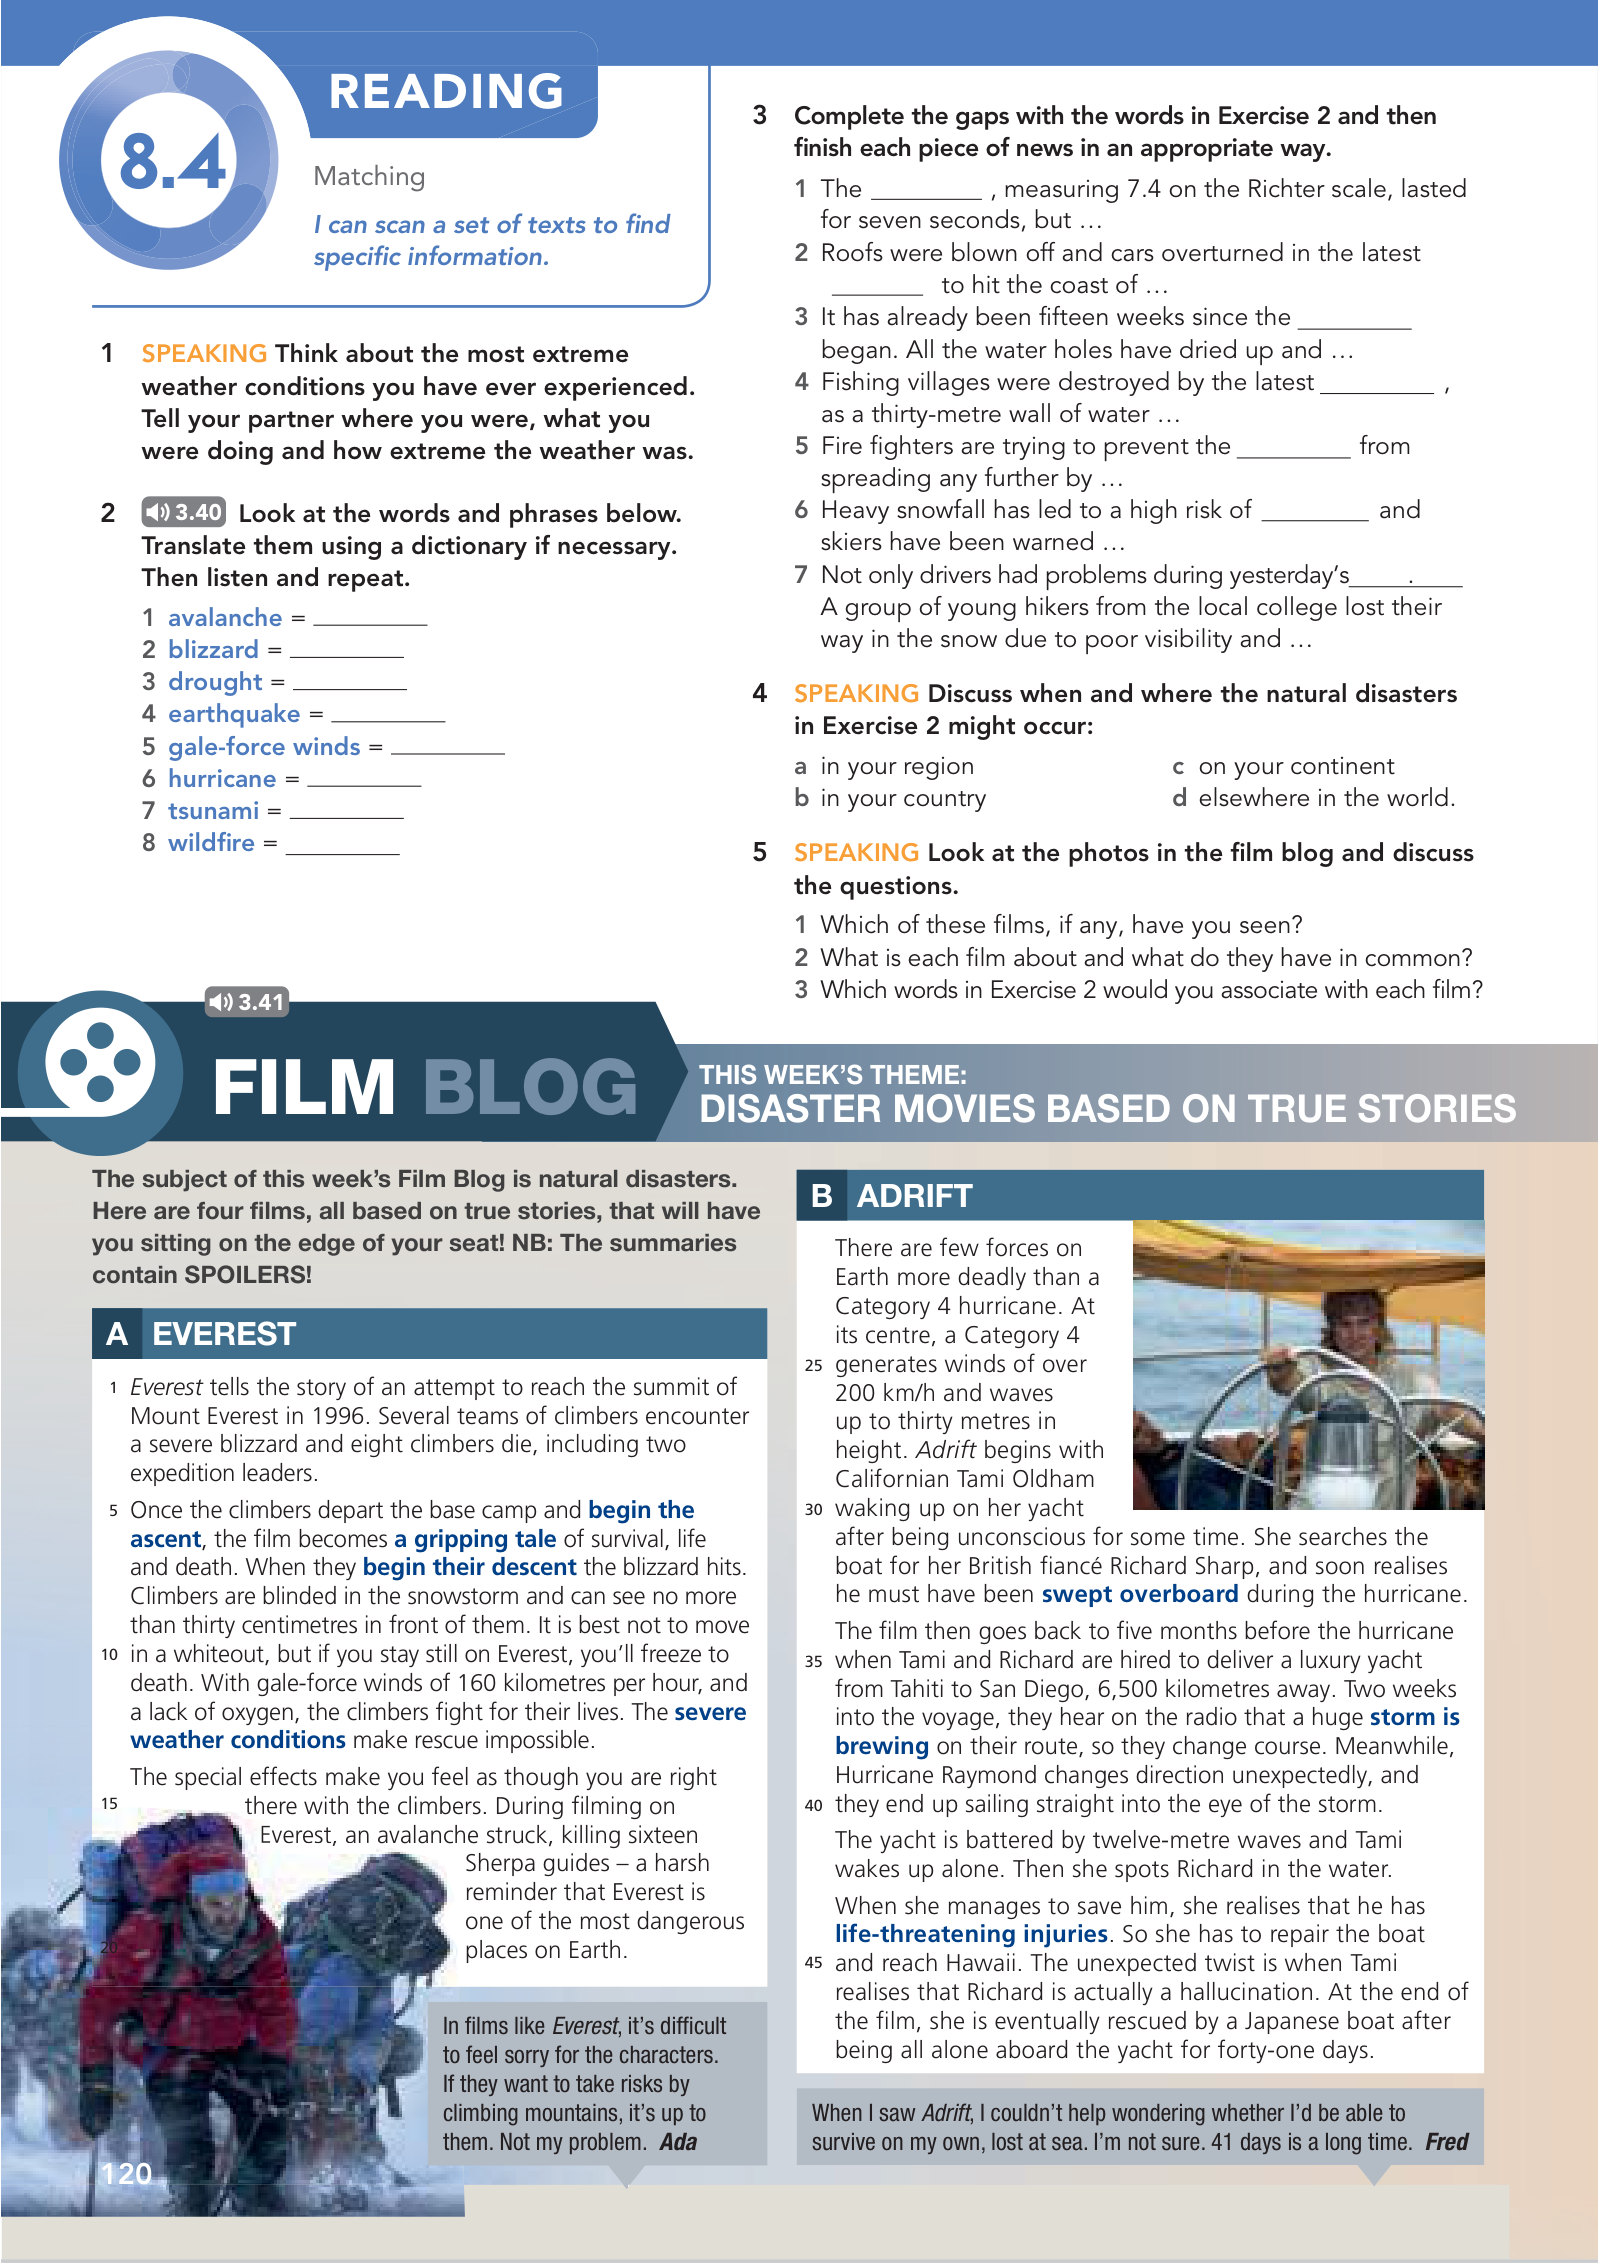 READING
8.4
Matching
I can scan a set of texts to find
specific information.
1 SPEAKING Think about the most extreme
weather conditions you have ever experienced.
Tell your partner where you were, what you
were doing and how extreme the weather was.
2 3.40 Look at the words and phrases below.
Translate them using a dictionary if necessary.
Then listen and repeat.
1 avalanche = __________
2 blizzard = __________
3 drought = __________
4 earthquake = __________
5 gale-force winds = __________
6 hurricane = __________
7 tsunami = __________
8 wildfire = __________
3 Complete the gaps with the words in Exercise 2 and then
finish each piece of news in an appropriate way.
1 The __________ , measuring 7.4 on the Richter scale, lasted
for seven seconds, but …
2 Roofs were blown off and cars overturned in the latest
________ to hit the coast of …
3 It has already been fifteen weeks since the __________
began. All the water holes have dried up and …
4 Fishing villages were destroyed by the latest __________ ,
as a thirty-metre wall of water …
5 Fire fighters are trying to prevent the __________ from
spreading any further by …
6 Heavy snowfall has led to a high risk of __________ and
skiers have been warned …
7 Not only drivers had problems during yesterday's_____.____
A group of young hikers from the local college lost their
way in the snow due to poor visibility and …
4 SPEAKING Discuss when and where the natural disasters
in Exercise 2 might occur:
a in your region
b in your country
c on your continent
d elsewhere in the world.
5 SPEAKING Look at the photos in the film blog and discuss
the questions.
1 Which of these films, if any, have you seen?
2 What is each film about and what do they have in common?
3 Which words in Exercise 2 would you associate with each film?
3.41
FILM BLOG
THIS WEEK'S THEME:
DISASTER MOVIES BASED ON TRUE STORIES
The subject of this week's Film Blog is natural disasters.
Here are four films, all based on true stories, that will have
you sitting on the edge of your seat! NB: The summaries
contain SPOILERS!
A EVEREST
1 Everest tells the story of an attempt to reach the summit of
Mount Everest in 1996. Several teams of climbers encounter
a severe blizzard and eight climbers die, including two
expedition leaders.
5 Once the climbers depart the base camp and begin the
ascent, the film becomes a gripping tale of survival, life
and death. When they begin their descent the blizzard hits.
Climbers are blinded in the snowstorm and can see no more
than thirty centimetres in front of them. It is best not to move
10 in a whiteout, but if you stay still on Everest, you'll freeze to
death. With gale-force winds of 160 kilometres per hour, and
a lack of oxygen, the climbers fight for their lives. The severe
weather conditions make rescue impossible.
The special effects make you feel as though you are right
15 there with the climbers. During filming on
Everest, an avalanche struck, killing sixteen
Sherpa guides – a harsh
reminder that Everest is
one of the most dangerous
20 places on Earth.
In films like Everest, it's difficult
to feel sorry for the characters.
If they want to take risks by
climbing mountains, it's up to
them. Not my problem. Ada
B ADRIFT
There are few forces on
Earth more deadly than a
Category 4 hurricane. At
its centre, a Category 4
25 generates winds of over
200 km/h and waves
up to thirty metres in
height. Adrift begins with
Californian Tami Oldham
30 waking up on her yacht
after being unconscious for some time. She searches the
boat for her British fiancé Richard Sharp, and soon realises
he must have been swept overboard during the hurricane.
The film then goes back to five months before the hurricane
35 when Tami and Richard are hired to deliver a luxury yacht
from Tahiti to San Diego, 6,500 kilometres away. Two weeks
into the voyage, they hear on the radio that a huge storm is
brewing on their route, so they change course. Meanwhile,
Hurricane Raymond changes direction unexpectedly, and
40 they end up sailing straight into the eye of the storm.
The yacht is battered by twelve-metre waves and Tami
wakes up alone. Then she spots Richard in the water.
When she manages to save him, she realises that he has
life-threatening injuries. So she has to repair the boat
45 and reach Hawaii. The unexpected twist is when Tami
realises that Richard is actually a hallucination. At the end of
the film, she is eventually rescued by a Japanese boat after
being all alone aboard the yacht for forty-one days.
When I saw Adrift, I couldn't help wondering whether I'd be able to
survive on my own, lost at sea. I'm not sure. 41 days is a long time. Fred
120